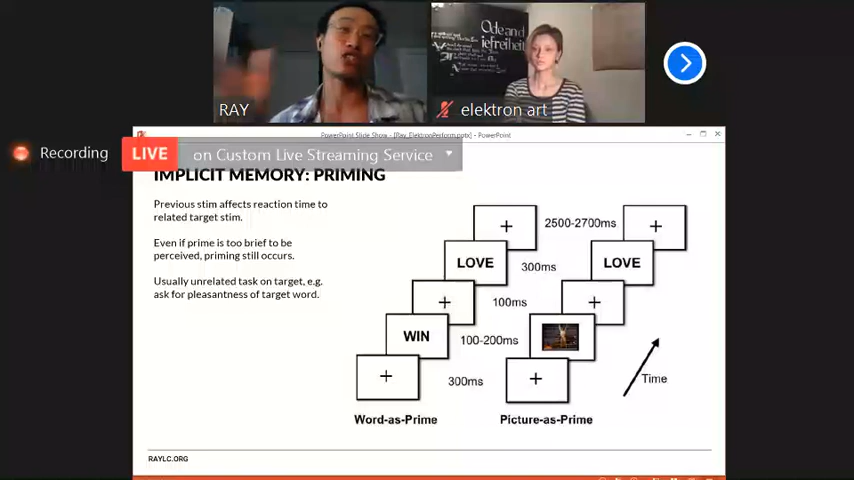 Ode and
iefreiheit
RAY
elektron art
PowerPoint Slide Show - [Ray_ElektronPerform.pptx] - PowerPoint
Recording
LIVE
on Custom Live Streaming Service
IMPLICIT MEMORY: PRIMING
Previous stim affects reaction time to
related target stim.
Even if prime is too brief to be
perceived, priming still occurs.
Usually unrelated task on target, e.g.
ask for pleasantness of target word.
2500-2700ms
LOVE
300ms
LOVE
100ms
WIN
100-200ms
300ms
Time
Word-as-Prime
Picture-as-Prime
RAYLC.ORG